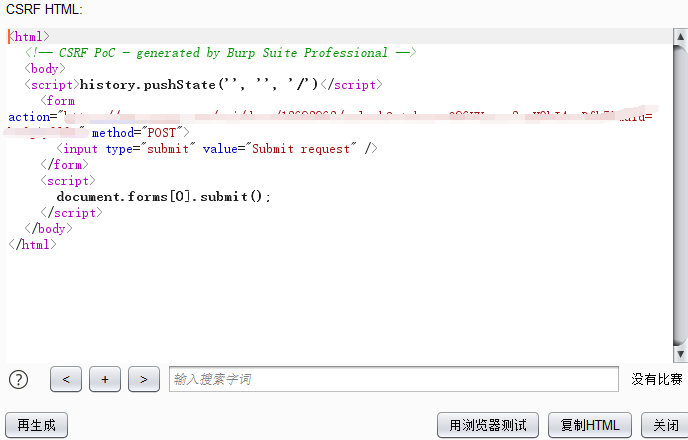 CSRF HTML:
<html>
<!-- CSRF PoC - generated by Burp Suite Professional -->
<body>
<script>history.pushState('', '', '/')</script>
<form
action="
" method="POST">
<input type="submit" value="Submit request" />
</form>
<script>
document.forms[0].submit();
</script>
</body>
</html>
?
<
+
>
输入搜索字词
没有比赛
再生成
用浏览器测试
复制HTML
关闭